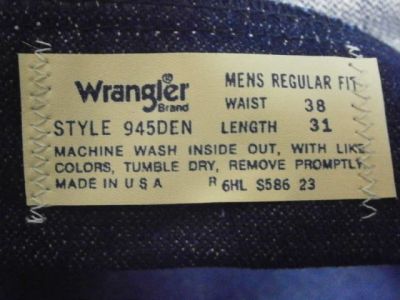 Wrangler®
Brand
MENS REGULAR FIT
WAIST 38
STYLE 945DEN LENGTH 31
MACHINE WASH INSIDE OUT, WITH LIKE
COLORS, TUMBLE DRY, REMOVE PROMPTLY
MADE IN U S A R 6HL S586 23